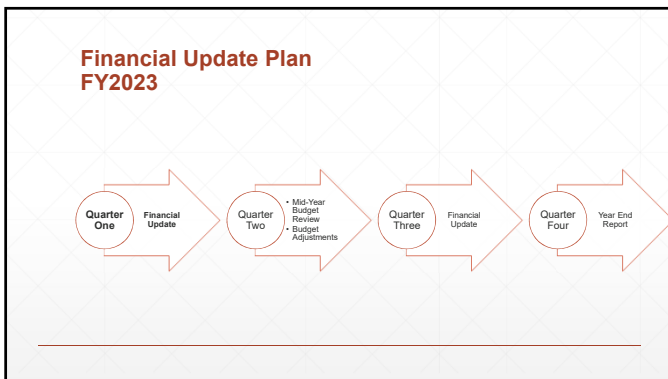 Financial Update Plan
FY2023
Quarter
One
Financial
Update
Quarter
Two
• Mid-Year
Budget
Review
• Budget
Adjustments
Quarter
Three
Financial
Update
Quarter
Four
Year End
Report